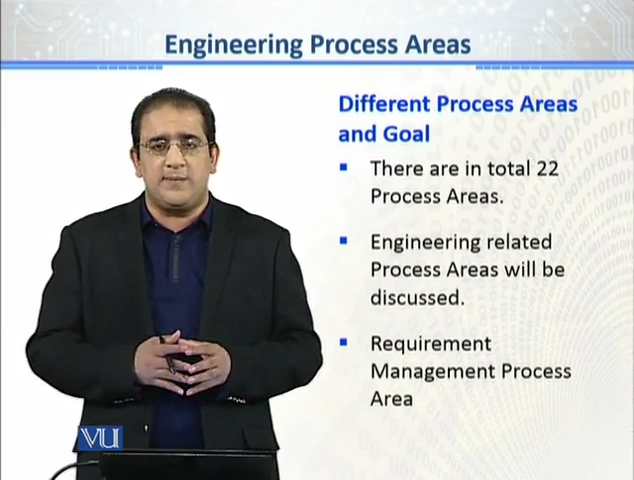 Engineering Process Areas
Different Process Areas
and Goal
There are in total 22
Process Areas.
Engineering related
Process Areas will be
discussed.
Requirement
Management Process
Area
VU